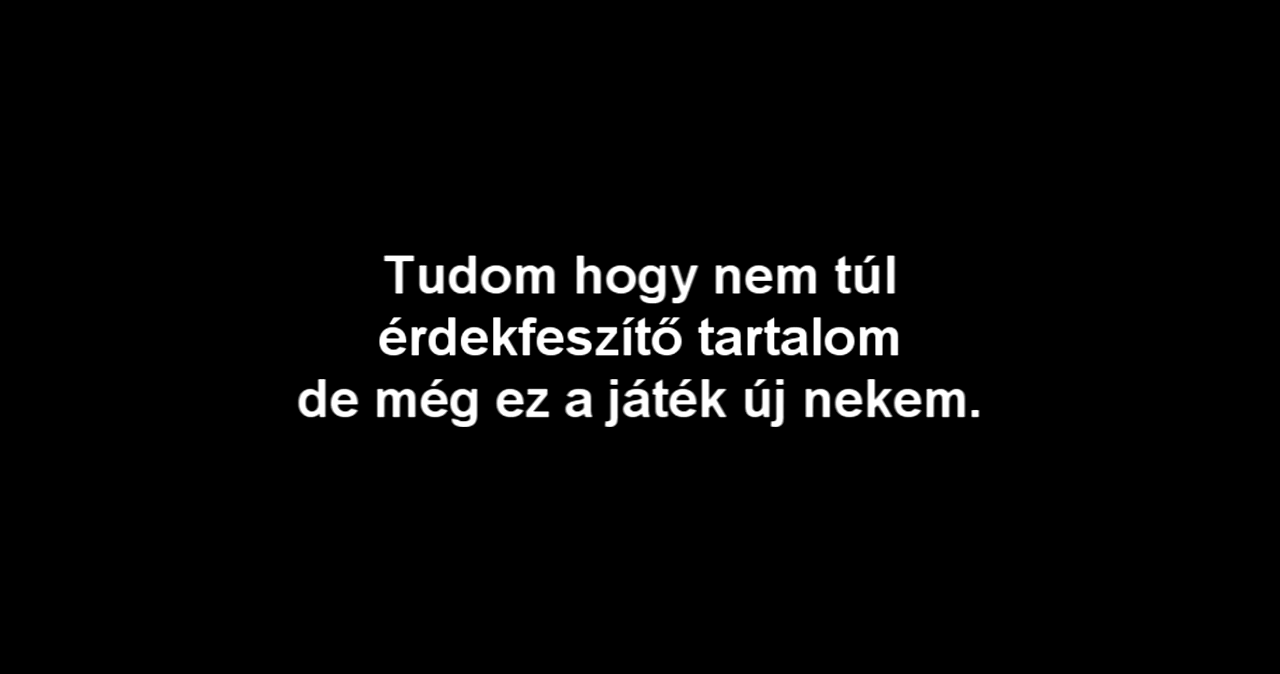 Tudom hogy nem túl
érdekfeszítő tartalom
de még ez a játék új nekem.